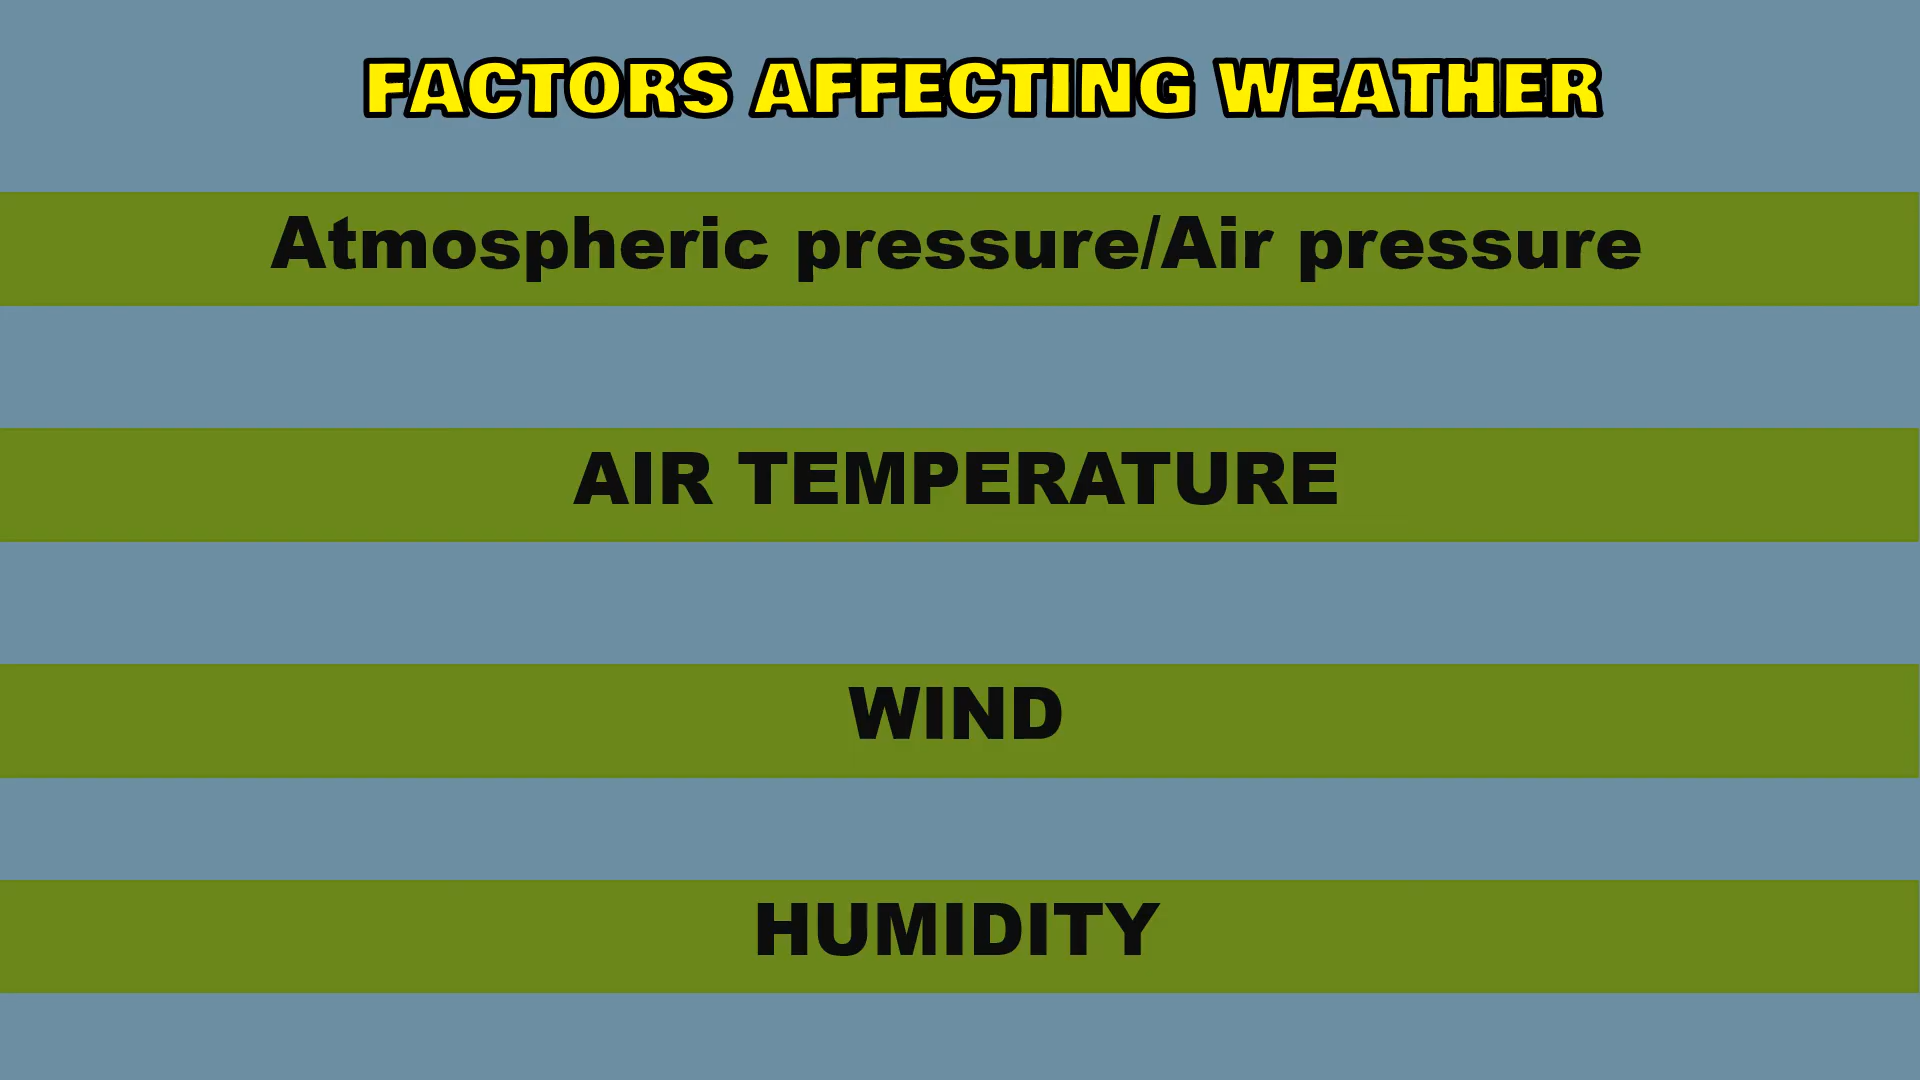 FACTORS AFFECTING WEATHER
Atmospheric pressure/Air pressure
AIR TEMPERATURE
WIND
HUMIDITY